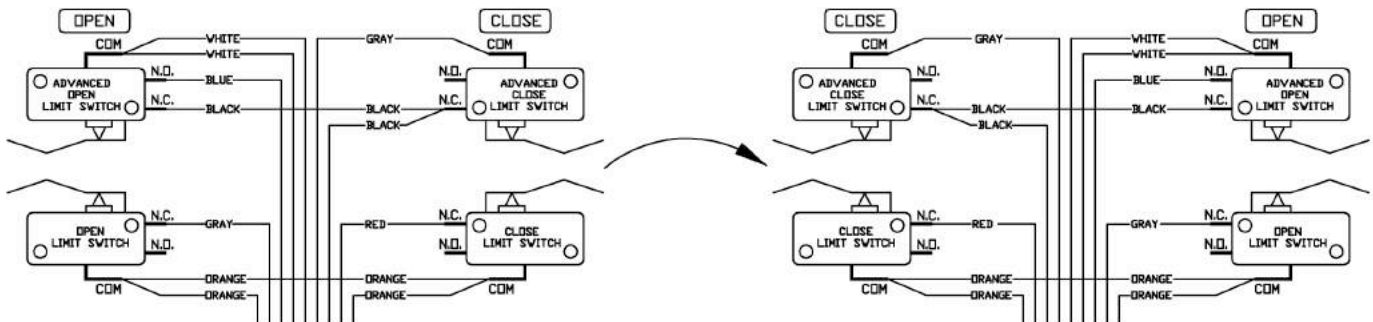 OPEN
CLOSE
CLOSE
OPEN
COM
WHITE
GRAY
COM
COM
GRAY
WHITE
COM
WHITE
WHITE
N.O.
N.O.
N.O.
N.O.
ADVANCED
OPEN
LIMIT SWITCH
BLUE
ADVANCED
CLOSE
LIMIT SWITCH
ADVANCED
CLOSE
LIMIT SWITCH
BLUE
ADVANCED
OPEN
LIMIT SWITCH
N.C.
BLACK
BLACK
N.C.
N.C.
BLACK
BLACK
N.C.
BLACK
BLACK
N.C.
N.C.
N.C.
N.C.
OPEN
LIMIT SWITCH
GRAY
RED
CLOSE
LIMIT SWITCH
CLOSE
LIMIT SWITCH
RED
GRAY
OPEN
LIMIT SWITCH
N.O.
N.O.
N.O.
N.O.
ORANGE
ORANGE
ORANGE
ORANGE
COM
ORANGE
ORANGE
COM
COM
ORANGE
ORANGE
COM